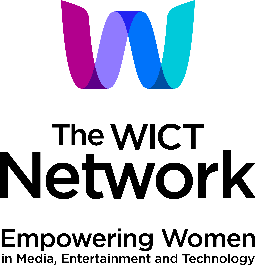 The WICT
Network
Empowering Women
in Media, Entertainment and Technology